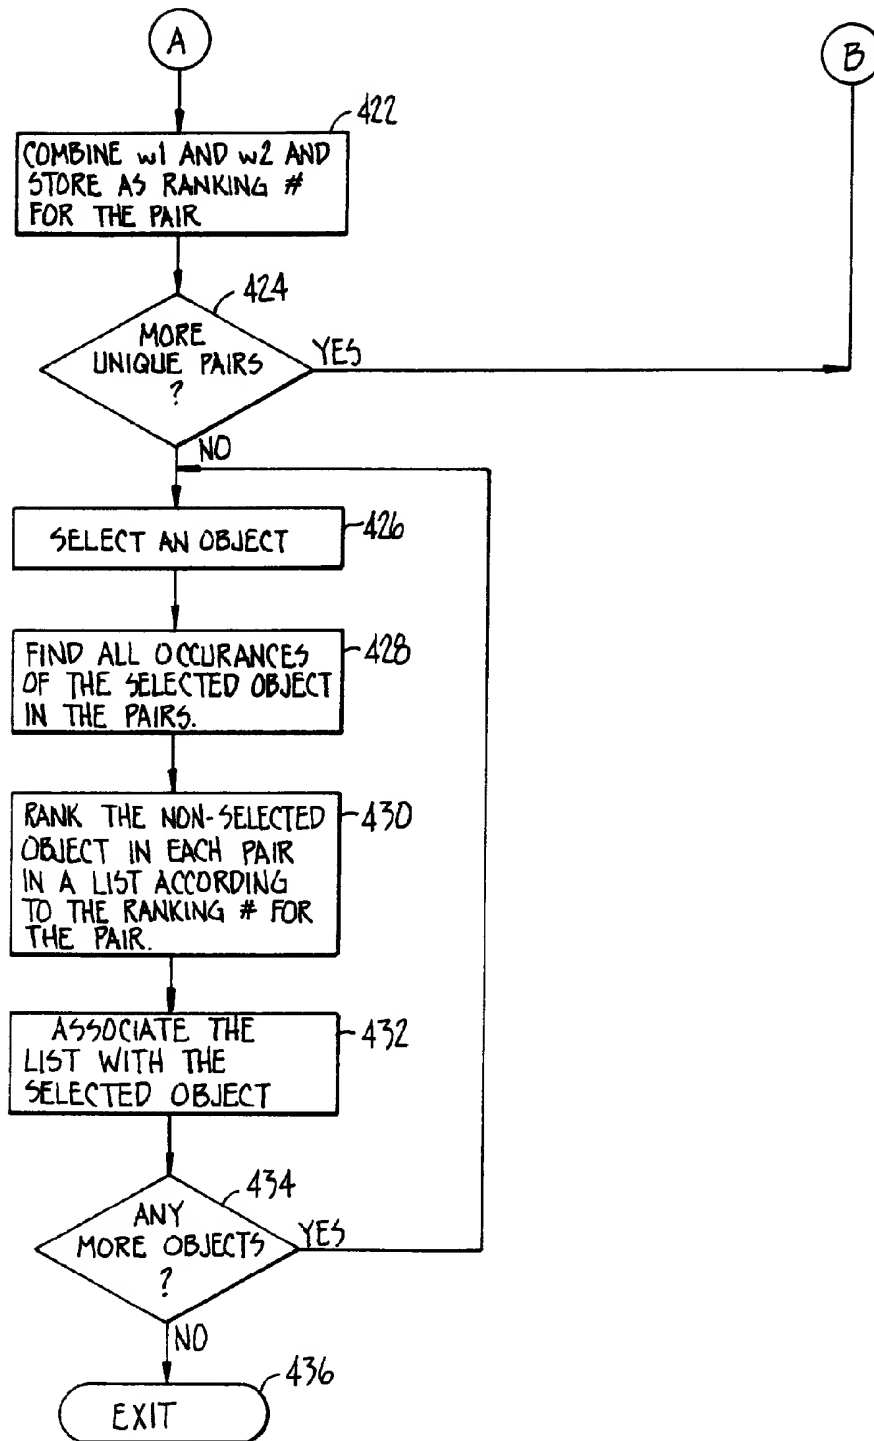 A
B
422
COMBINE w1 AND w2 AND
STORE AS RANKING #
FOR THE PAIR
424
MORE
UNIQUE PAIRS
?
YES
NO
SELECT AN OBJECT
426
FIND ALL OCCURANCES
OF THE SELECTED OBJECT
IN THE PAIRS.
428
RANK THE NON-SELECTED
OBJECT IN EACH PAIR
IN A LIST ACCORDING
TO THE RANKING # FOR
THE PAIR.
430
ASSOCIATE THE
LIST WITH THE
SELECTED OBJECT
432
434
ANY
MORE OBJECTS
?
YES
NO
436
EXIT